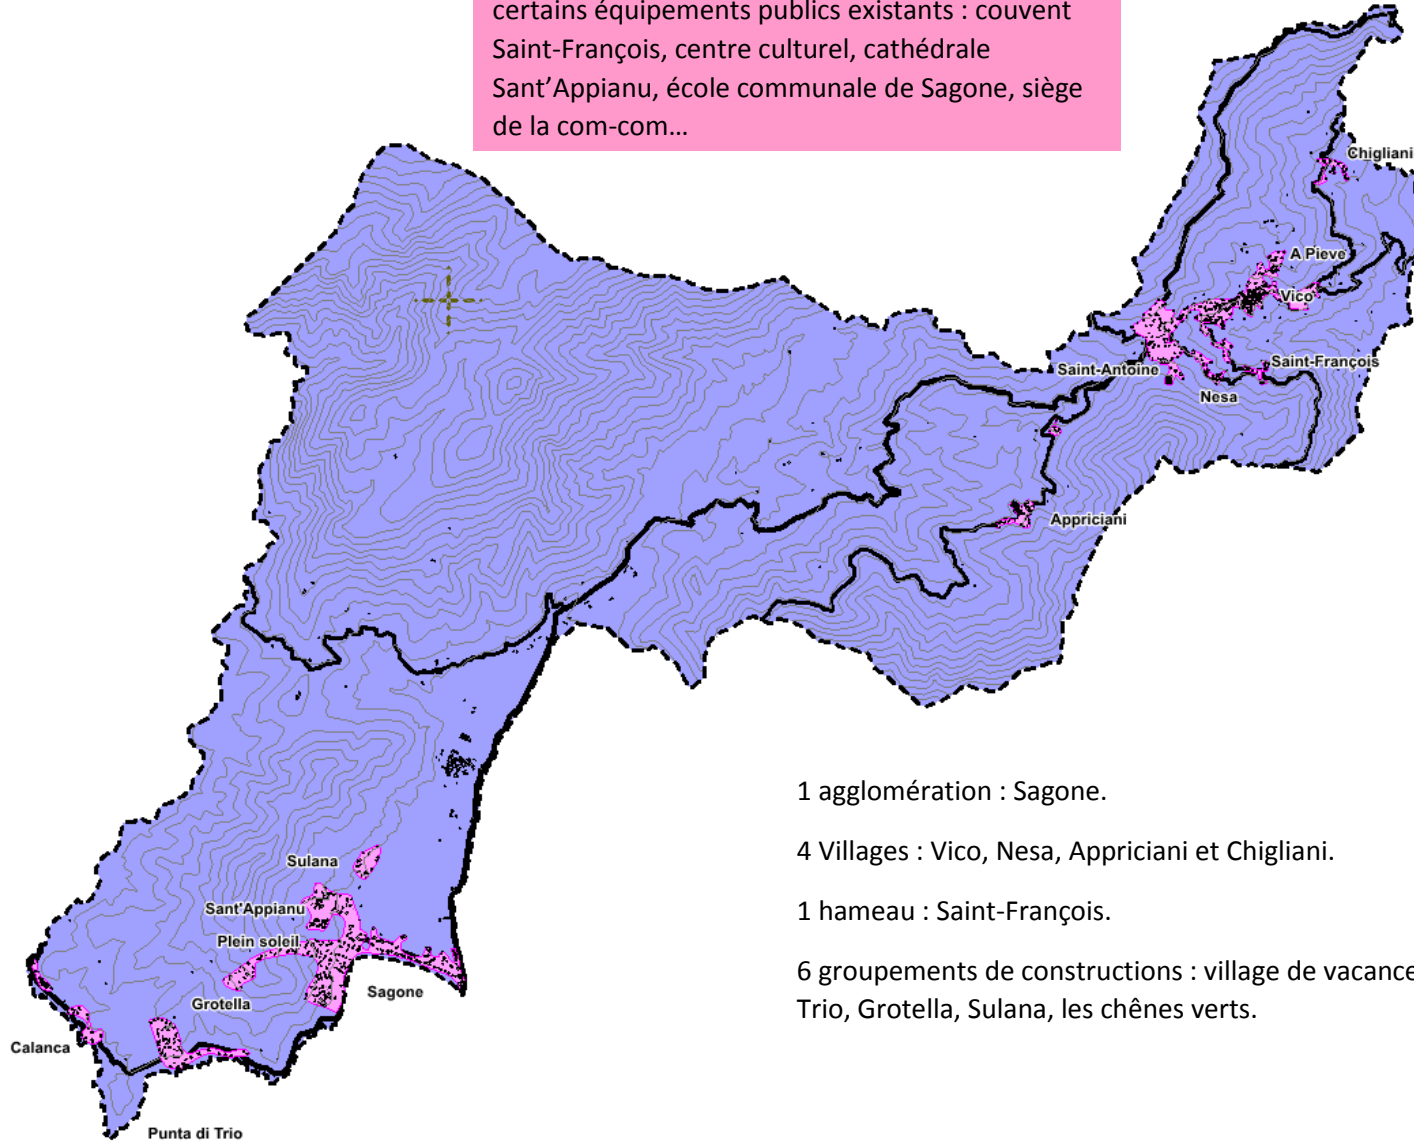 certains équipements publics existants : couvent
Saint-François, centre culturel, cathédrale
Sant’Appianu, école communale de Sagone, siège
de la com-com…
Chigliani
A Pieve
Vico
Saint-Antoine
Saint-François
Nesa
Appriciani
1 agglomération : Sagone.
4 Villages : Vico, Nesa, Appriciani et Chigliani.
1 hameau : Saint-François.
6 groupements de constructions : village de vacance
Trio, Grotella, Sulana, les chênes verts.
Sulana
Sant'Appianu
Plein soleil
Grotella
Sagone
Calanca
Punta di Trio